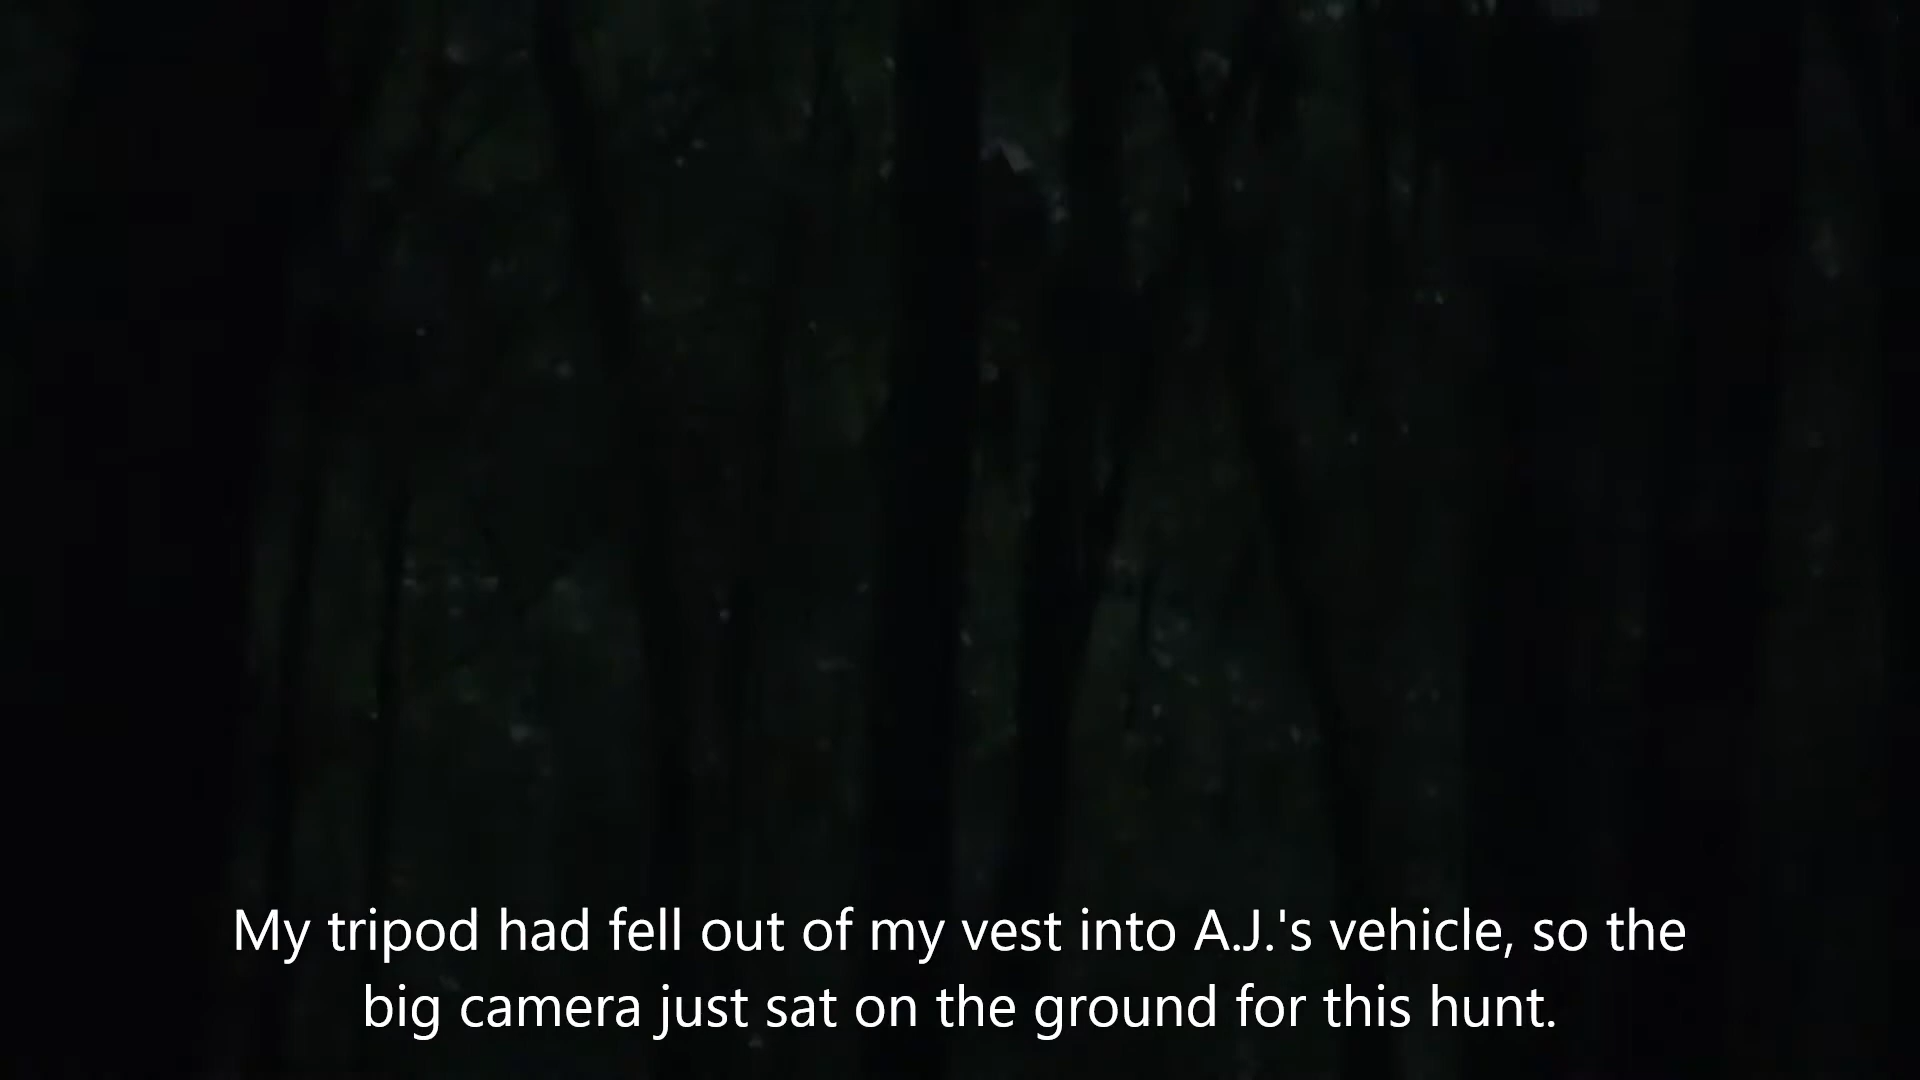 My tripod had fell out of my vest into A.J.'s vehicle, so the
big camera just sat on the ground for this hunt.